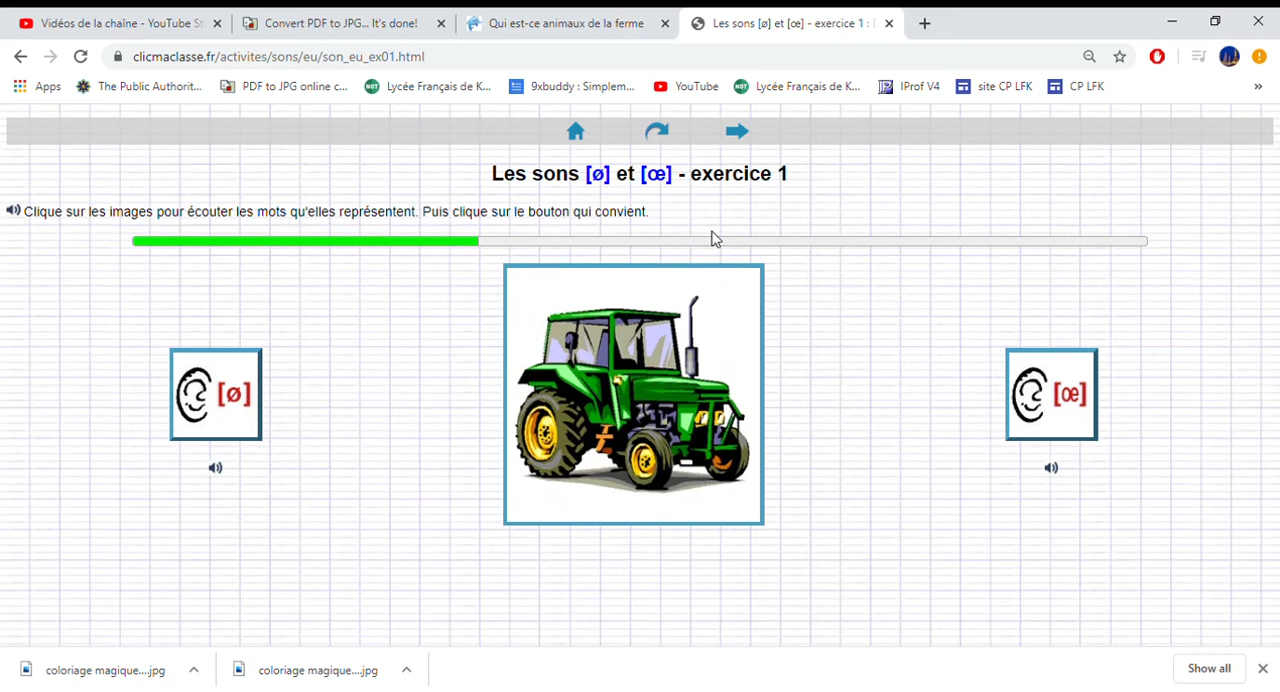 Vidéos de la chaîne - YouTube St
Convert PDF to JPG... It's done!
Qui est-ce animaux de la ferme
Les sons [ø] et [œ] - exercice 1 :
clicmaclasse.fr/activites/sons/eu/son_eu_ex01.html
Apps
The Public Authorit...
PDF to JPG online c...
NOT
Lycée Français de K...
9xbuddy : Simplem...
YouTube
NOT
Lycée Français de K...
IProf V4
site CP LFK
CP LFK
»
Les sons [ø] et [œ] - exercice 1
Clique sur les images pour écouter les mots qu'elles représentent. Puis clique sur le bouton qui convient.
[ø]
[œ]
coloriage magique....jpg
coloriage magique....jpg
Show all